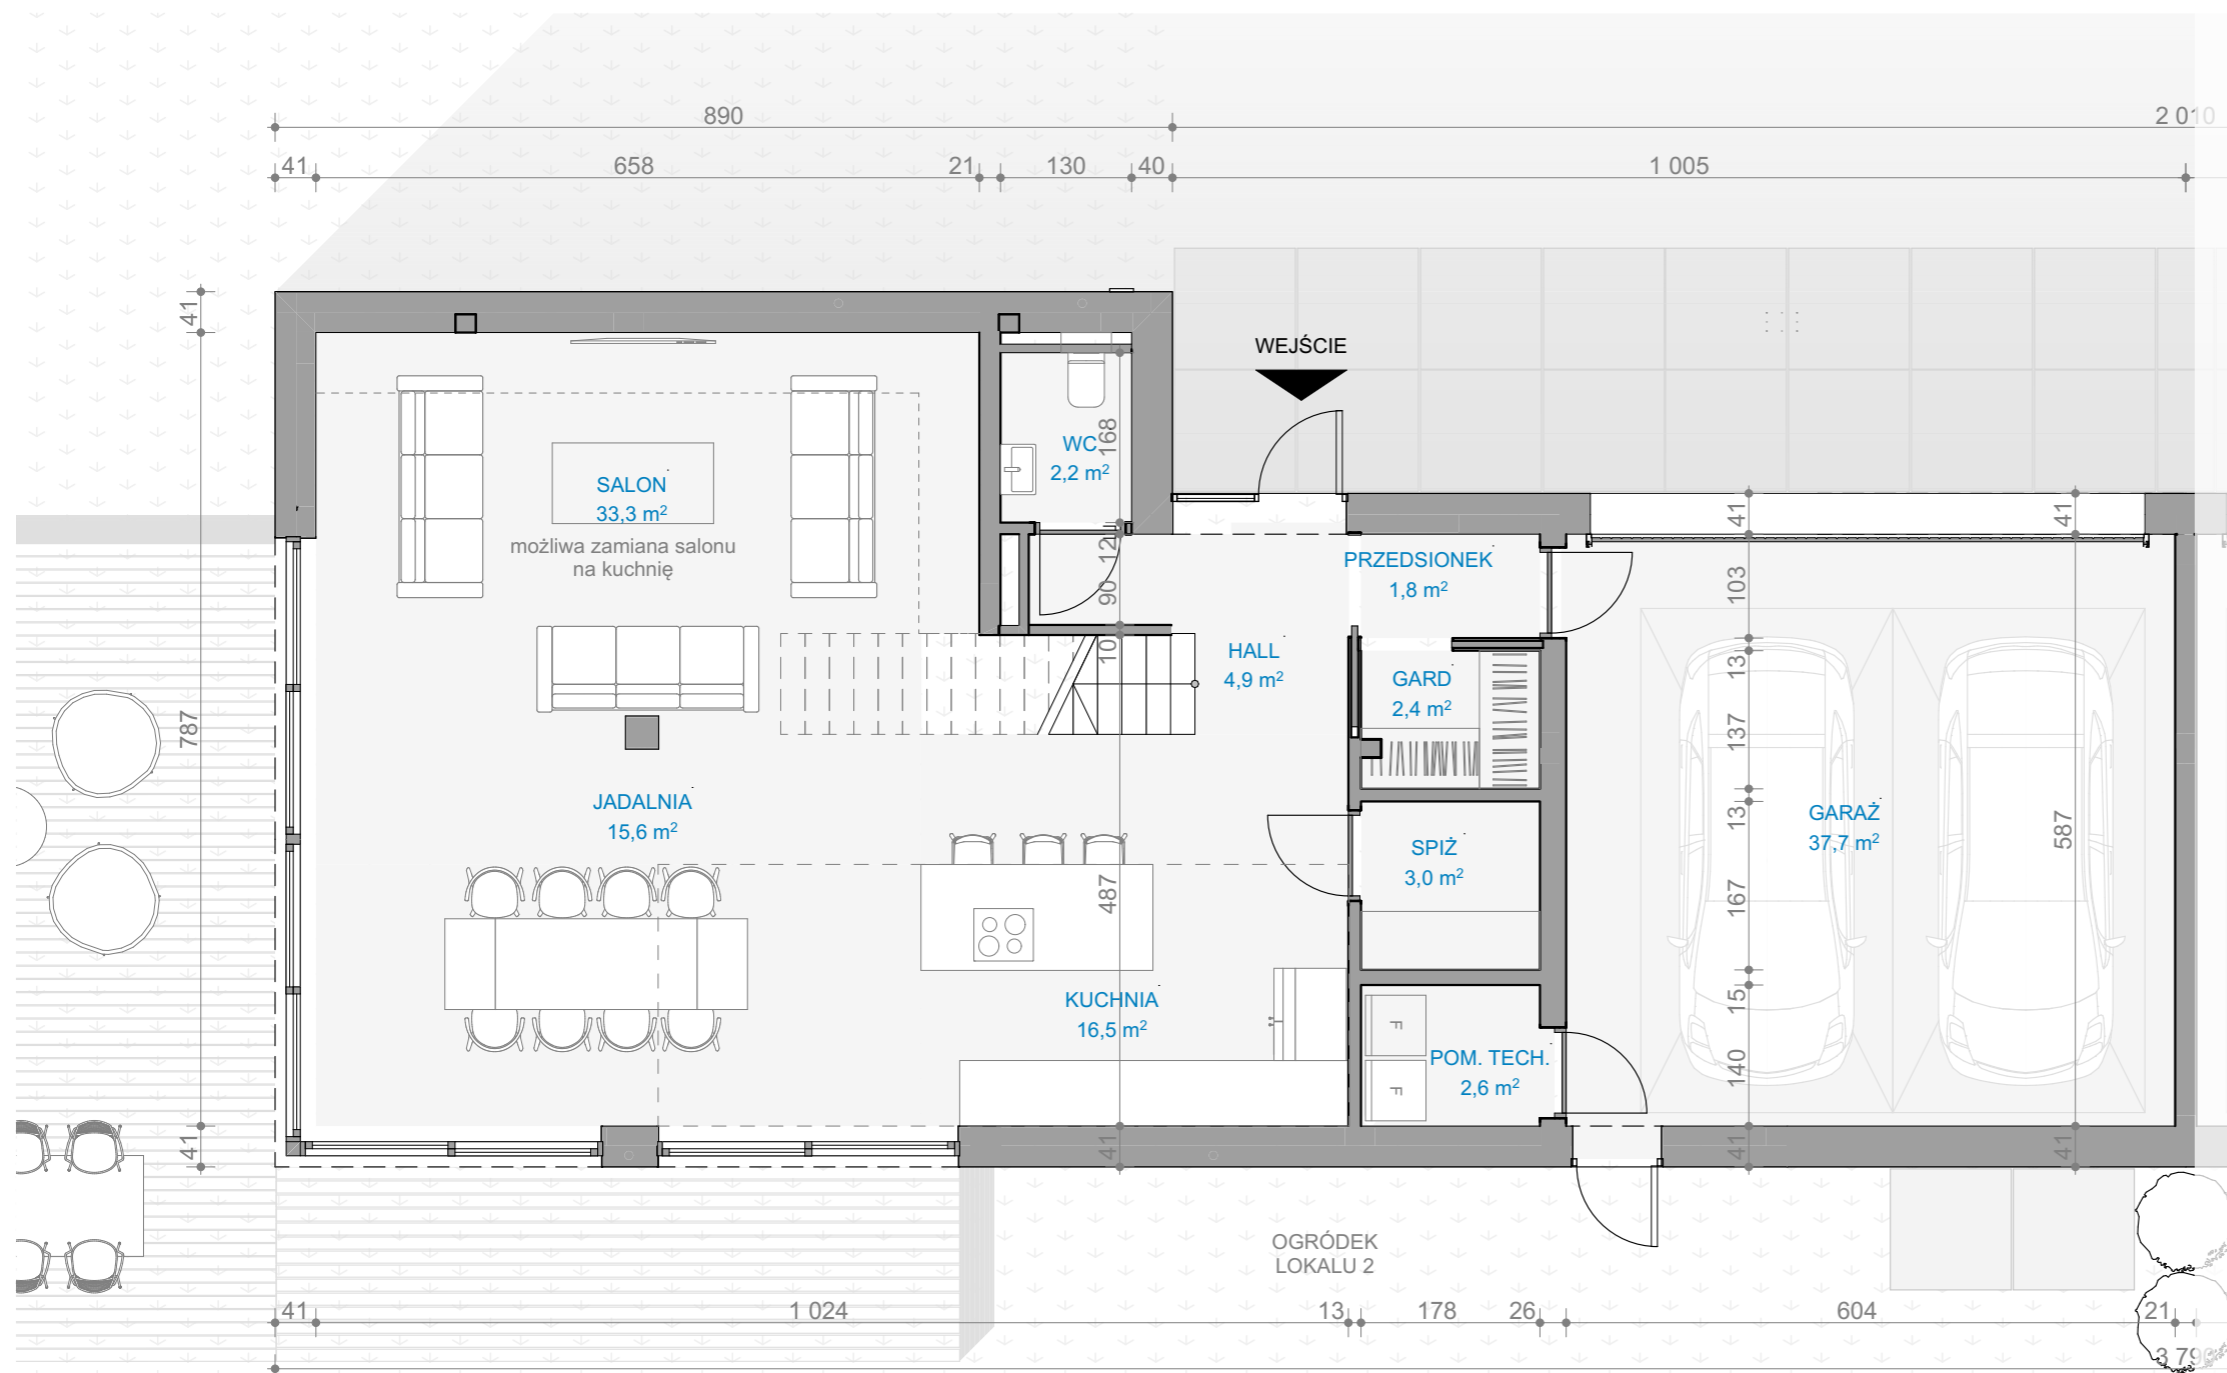 890
2 010
41
658
21
130
40
1 005
WEJŚCIE
41
787
41
WC
2,2 m²
168
12
90
10
487
41
SALON
33,3 m²
możliwa zamiana salonu
na kuchnię
PRZEDSIONEK
1,8 m²
HALL
4,9 m²
GARD
2,4 m²
JADALNIA
15,6 m²
SPIŻ
3,0 m²
KUCHNIA
16,5 m²
POM. TECH.
2,6 m²
F
F
GARAŻ
37,7 m²
41
103
13
137
13
167
15
140
41
41
587
41
OGRÓDEK
LOKALU 2
41
1 024
13
178
26
604
21